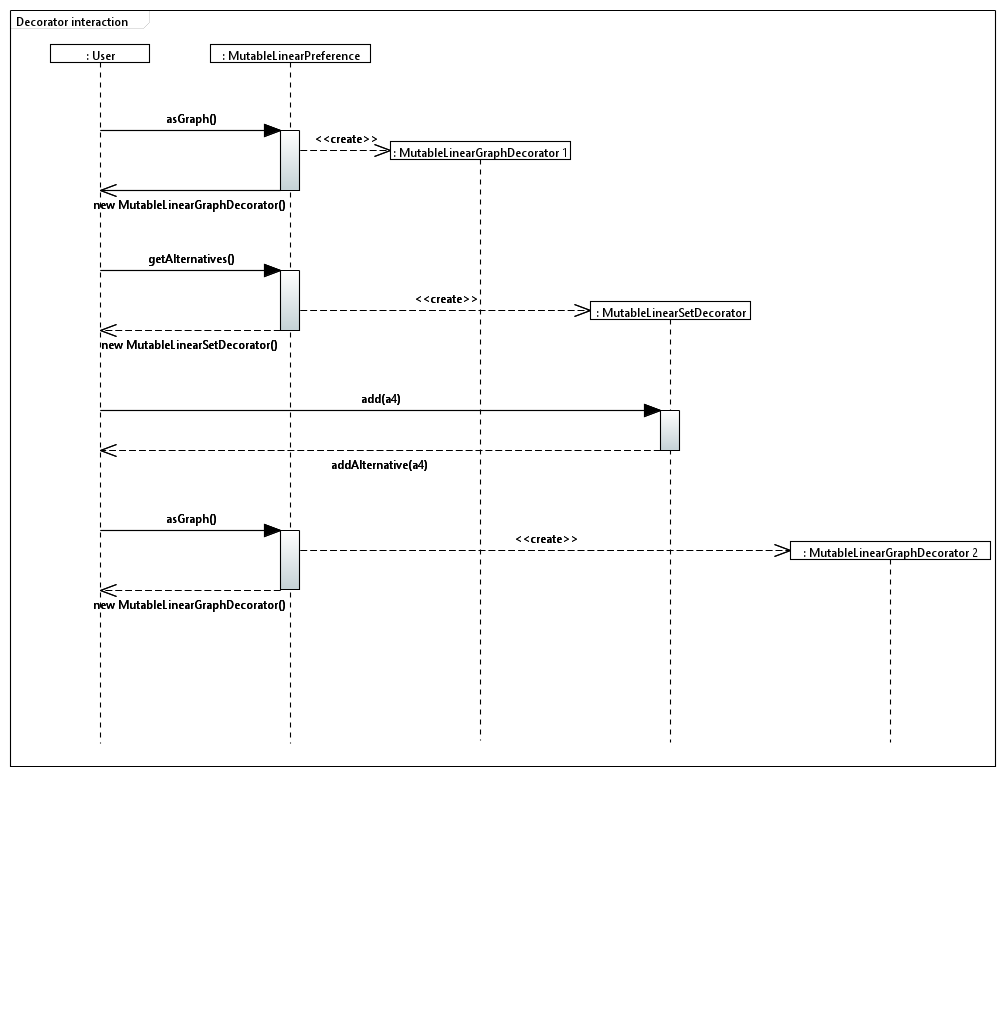 Decorator interaction
: User
: MutableLinearPreference
asGraph()
<<create>>
: MutableLinearGraphDecorator 1
new MutableLinearGraphDecorator()
getAlternatives()
<<create>>
: MutableLinearSetDecorator
new MutableLinearSetDecorator()
add(a4)
addAlternative(a4)
asGraph()
<<create>>
: MutableLinearGraphDecorator 2
new MutableLinearGraphDecorator()